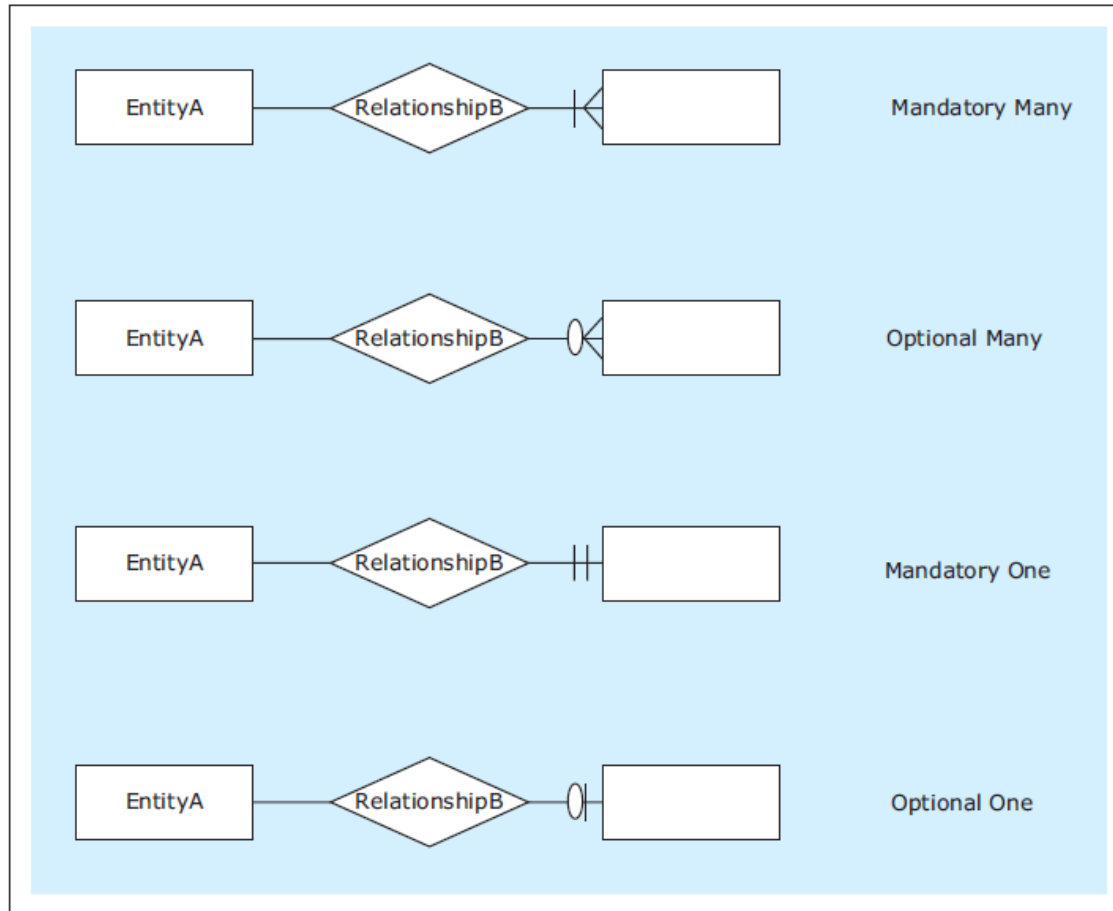 EntityA RelationshipB Mandatory Many
EntityA RelationshipB Optional Many
EntityA RelationshipB Mandatory One
EntityA RelationshipB Optional One